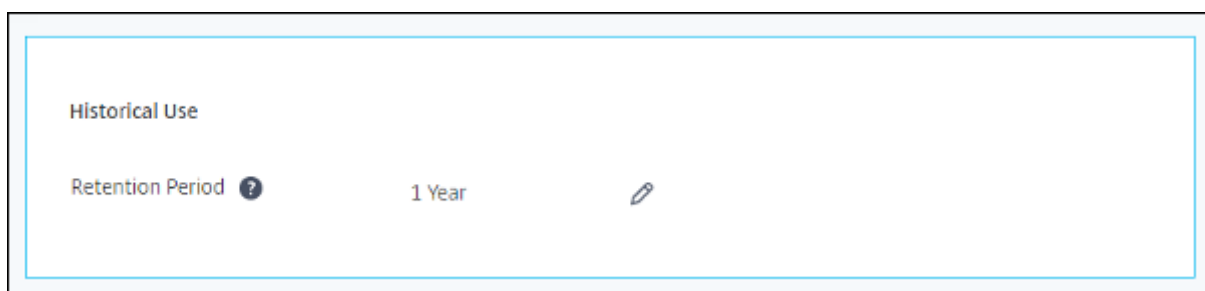 Historical Use
Retention Period ? 1 Year